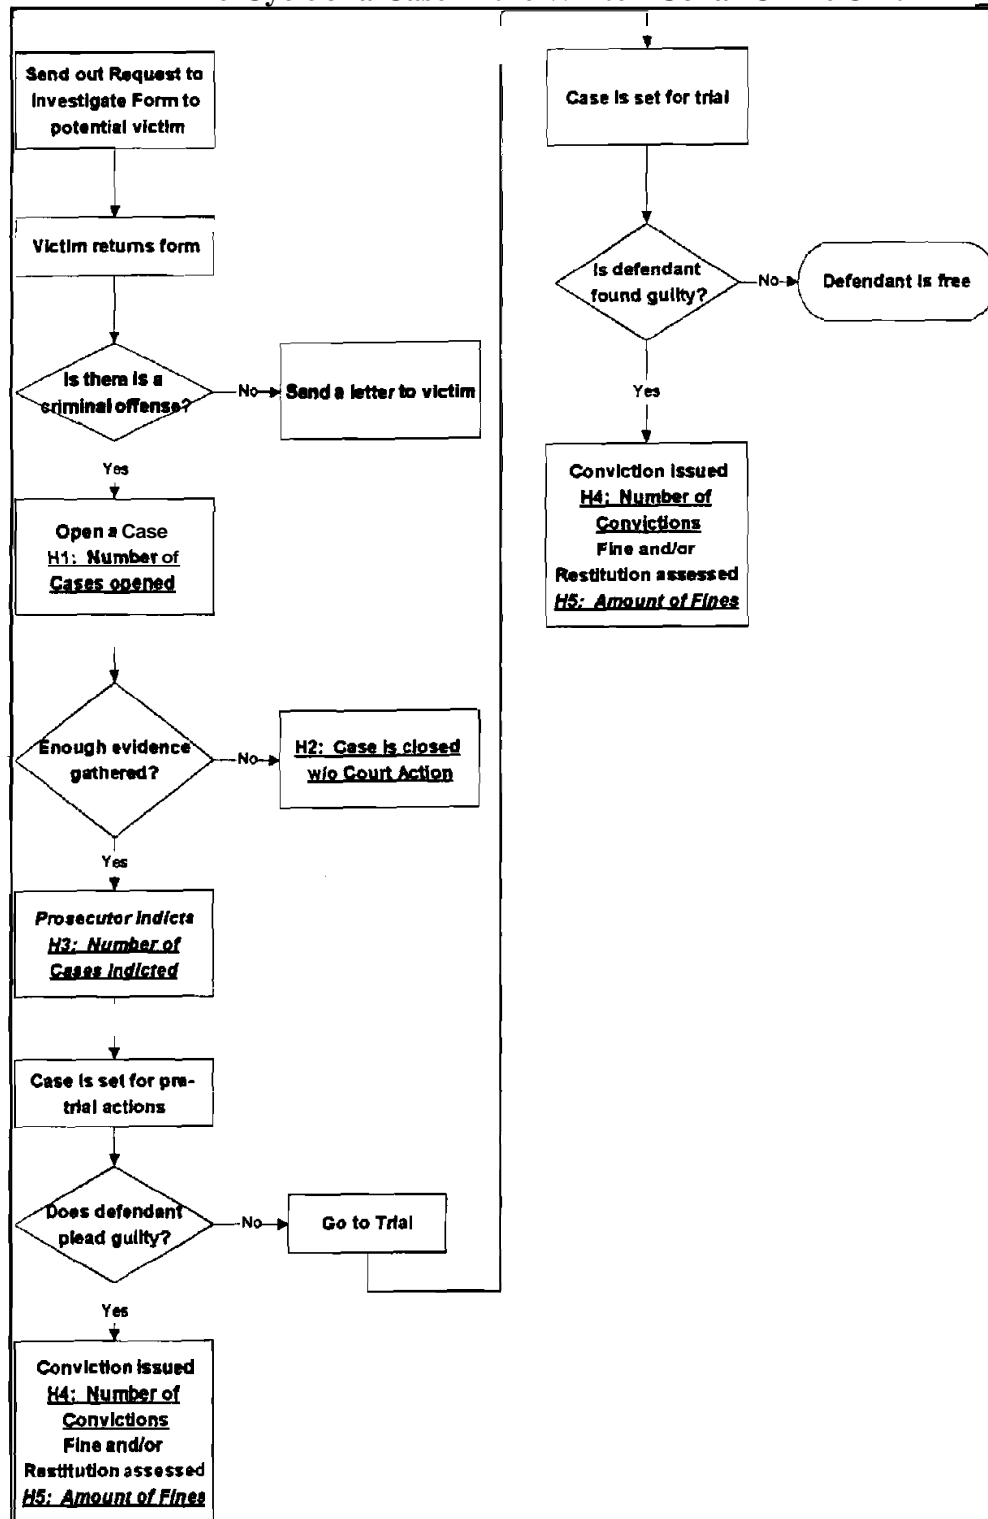 Send out Request to
Investigate Form to
potential victim
Victim returns form
Is there is a
criminal offense?
No
Send a letter to victim
Yes
Open a Case
H1: Number of
Cases opened
Enough evidence
gathered?
No
H2: Case is closed
w/o Court Action
Yes
Prosecutor Indicts
H3: Number of
Cases Indicted
Case is set for pre-
trial actions
Does defendant
plead guilty?
No
Go to Trial
Yes
Conviction issued
H4: Number of
Convictions
Fine and/or
Restitution assessed
H5: Amount of Fines
Case is set for trial
Is defendant
found guilty?
No
Defendant is free
Yes
Conviction issued
H4: Number of
Convictions
Fine and/or
Restitution assessed
H5: Amount of Fines